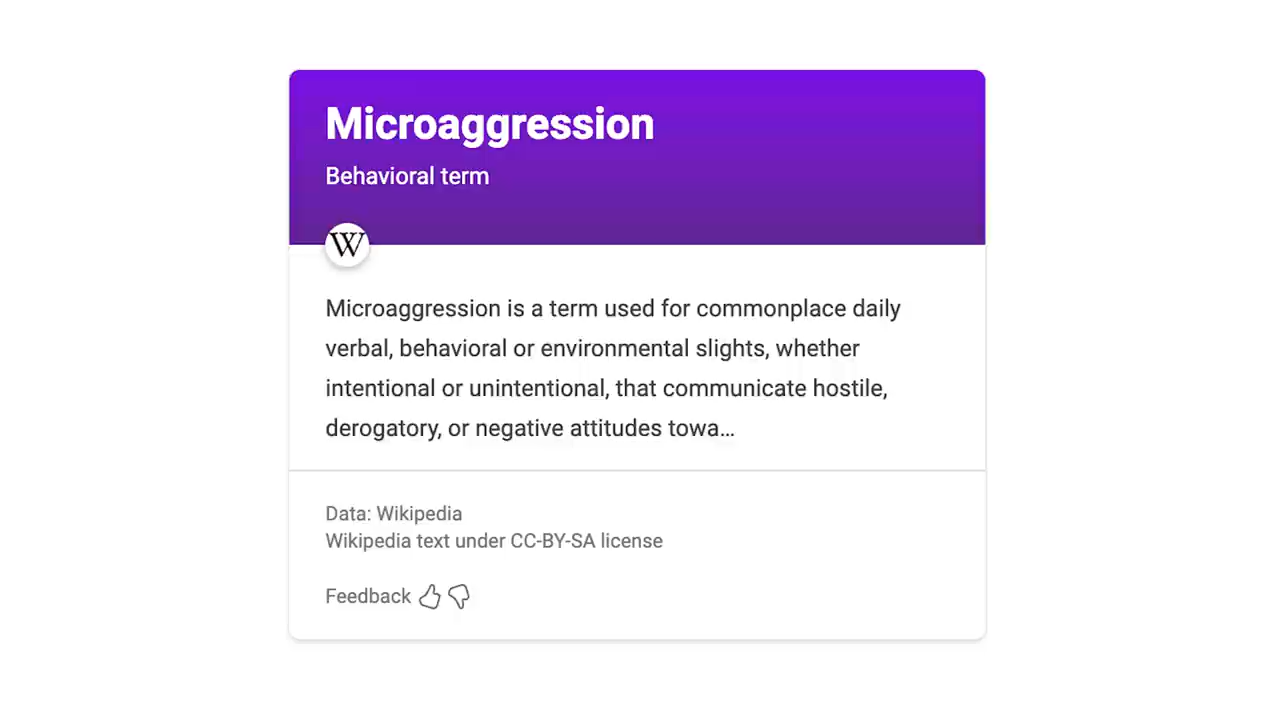 Microaggression
Behavioral term
W
Microaggression is a term used for commonplace daily
verbal, behavioral or environmental slights, whether
intentional or unintentional, that communicate hostile,
derogatory, or negative attitudes towa...
Data: Wikipedia
Wikipedia text under CC-BY-SA license
Feedback